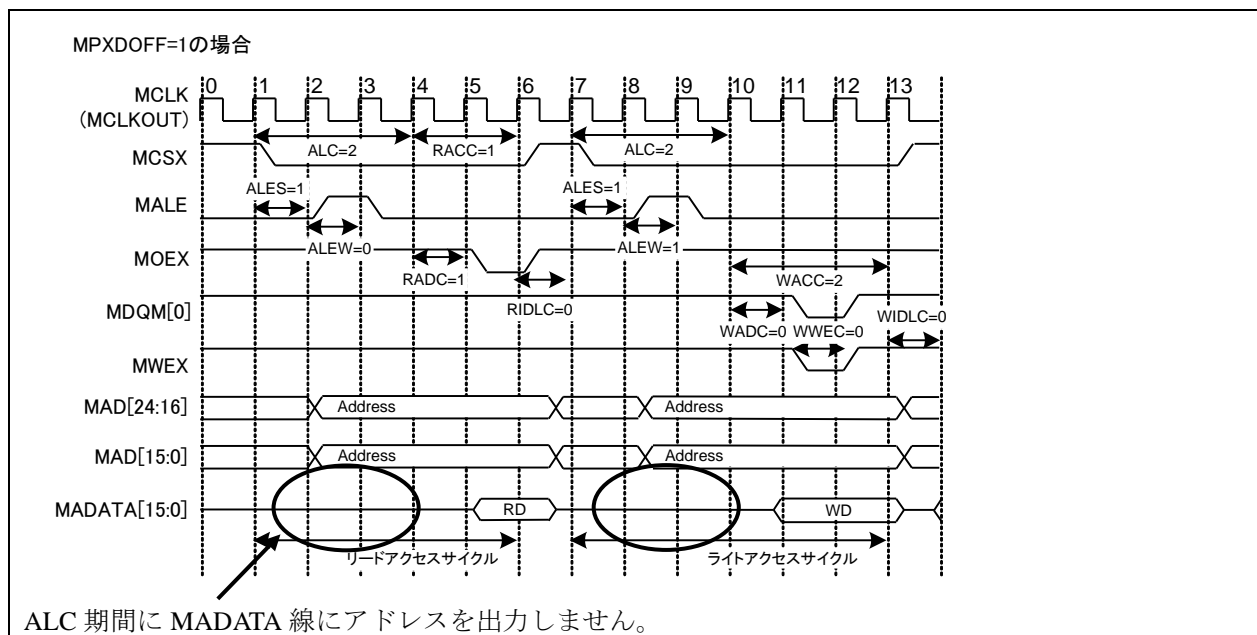 MPXDOFF=1の場合
0 1 2 3 4 5 6 7 8 9 10 11 12 13
MCLK
(MCLKOUT)
ALC=2 RACC=1 ALC=2
MCSX
ALES=1 ALES=1
MALE
ALEW=0 ALEW=1
MOEX
RADC=1 WACC=2
RIDLC=0
MDQM[0]
WADC=0 WWEC=0 WIDLC=0
MWEX
MAD[24:16] Address Address
MAD[15:0] Address Address
MADATA[15:0] RD WD
リードアクセスサイクル ライトアクセスサイクル
ALC 期間に MADATA 線にアドレスを出力しません。